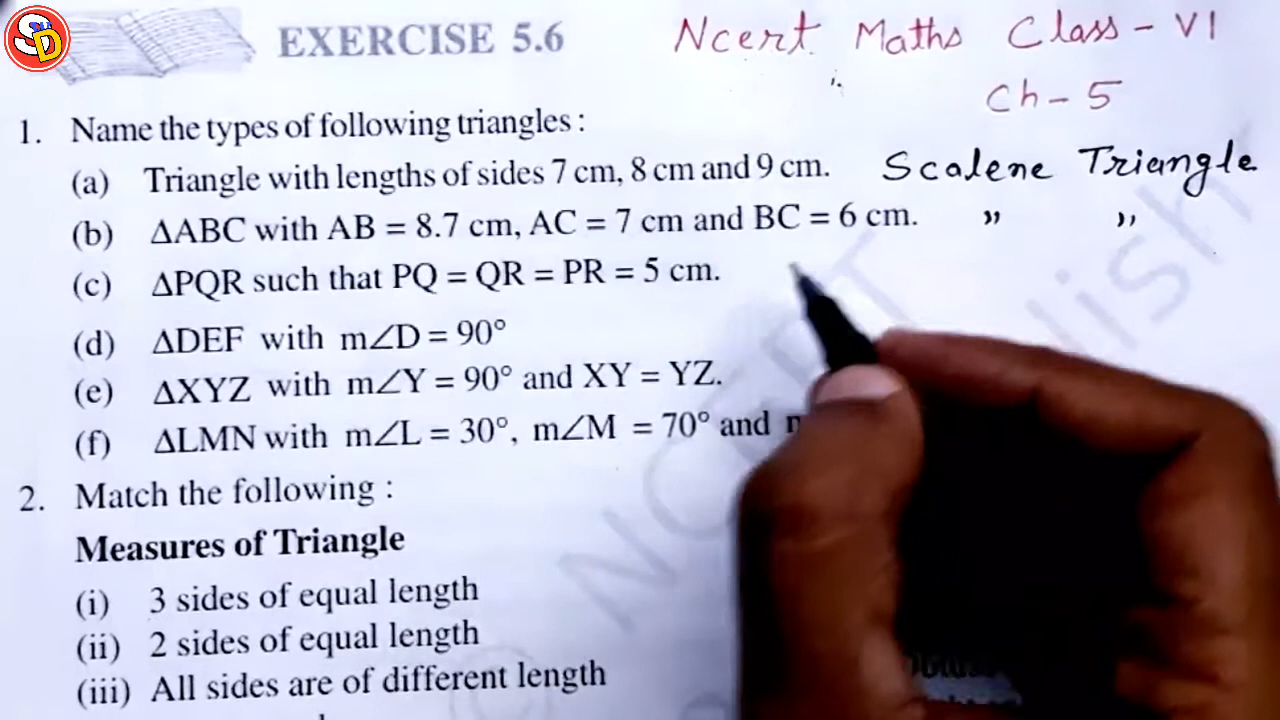 SD
EXERCISE 5.6
Ncert Maths Class - VI
Ch - 5
1. Name the types of following triangles :
(a) Triangle with lengths of sides 7 cm, 8 cm and 9 cm. Scalene Triangle
(b) ΔABC with AB = 8.7 cm, AC = 7 cm and BC = 6 cm. " "
(c) ΔPQR such that PQ = QR = PR = 5 cm.
(d) ΔDEF with m∠D = 90°
(e) ΔXYZ with m∠Y = 90° and XY = YZ.
(f) ΔLMN with m∠L = 30°, m∠M = 70° and
2. Match the following :
Measures of Triangle
(i) 3 sides of equal length
(ii) 2 sides of equal length
(iii) All sides are of different length